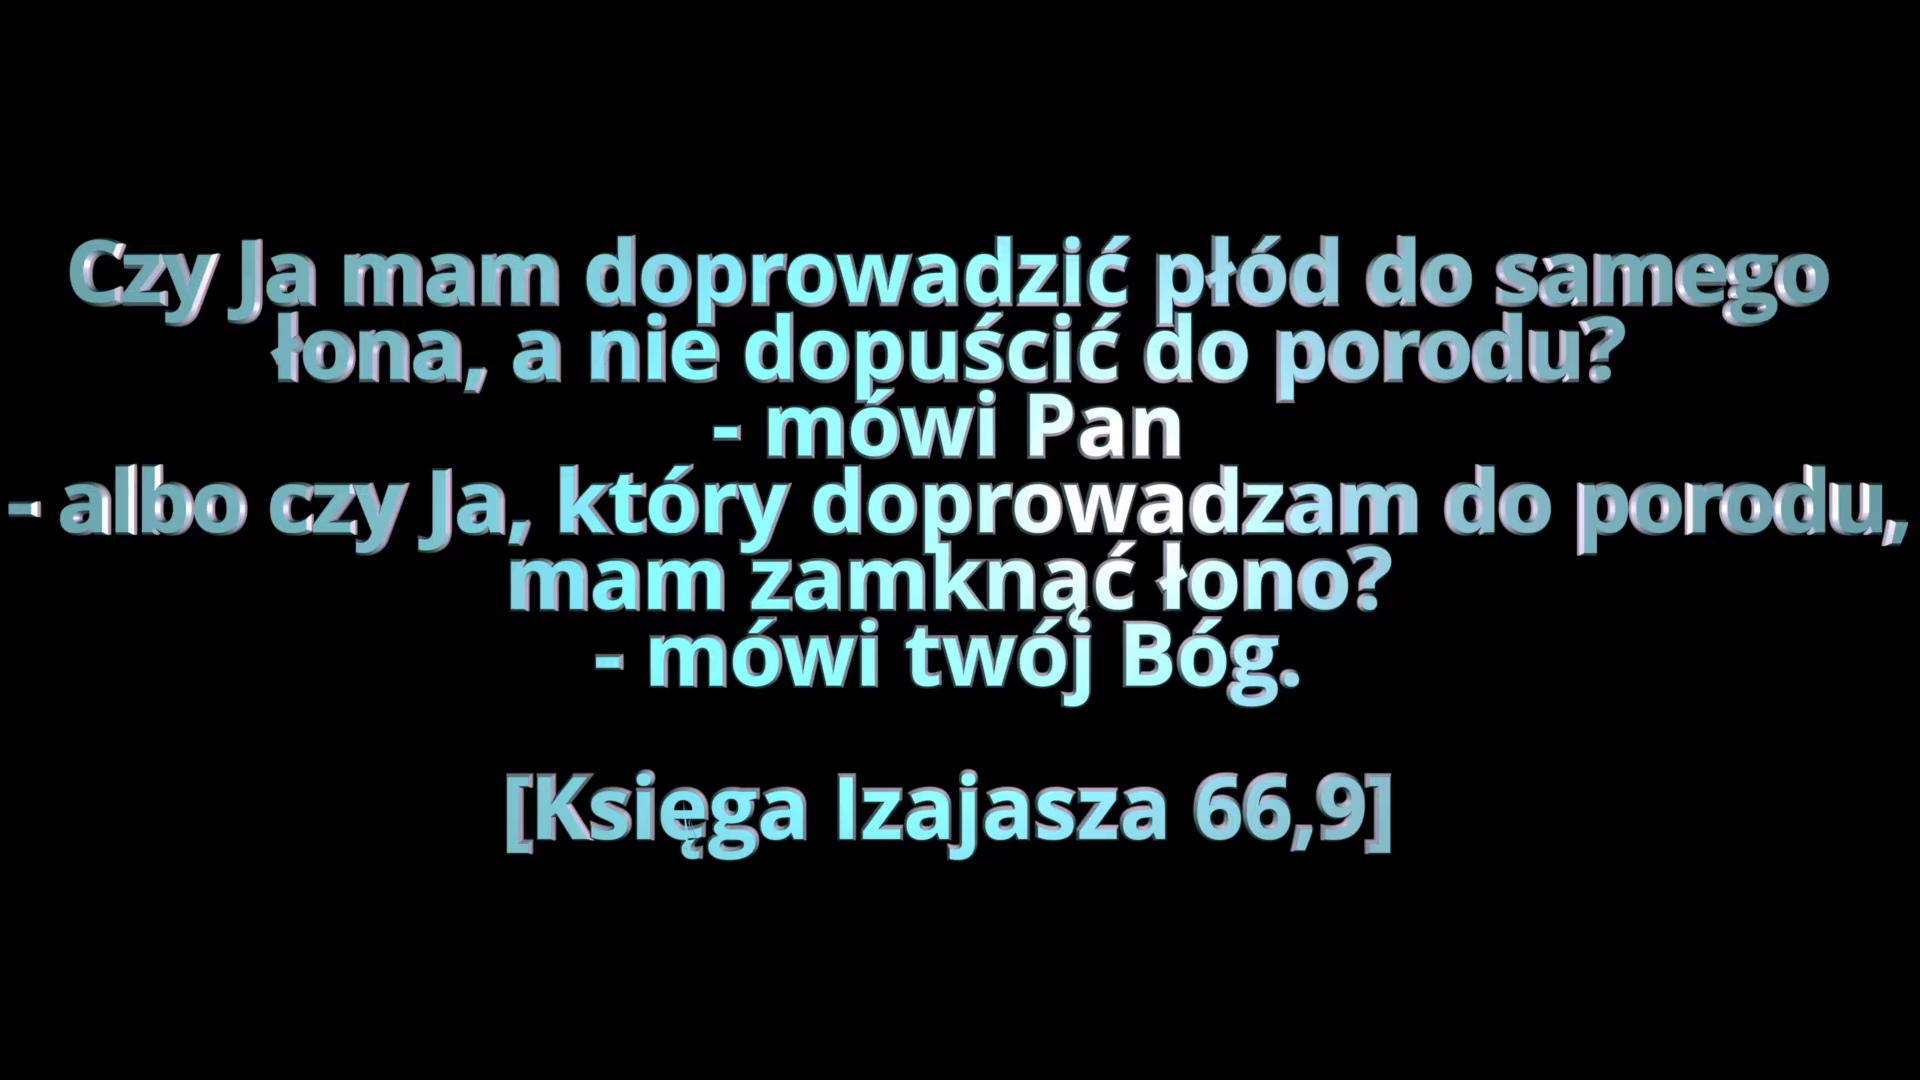 Czy Ja mam doprowadzić płód do samego
łona, a nie dopuścić do porodu?
- mówi Pan
- albo czy Ja, który doprowadzam do porodu,
mam zamknąć łono?
- mówi twój Bóg.
[Księga Izajasza 66,9]